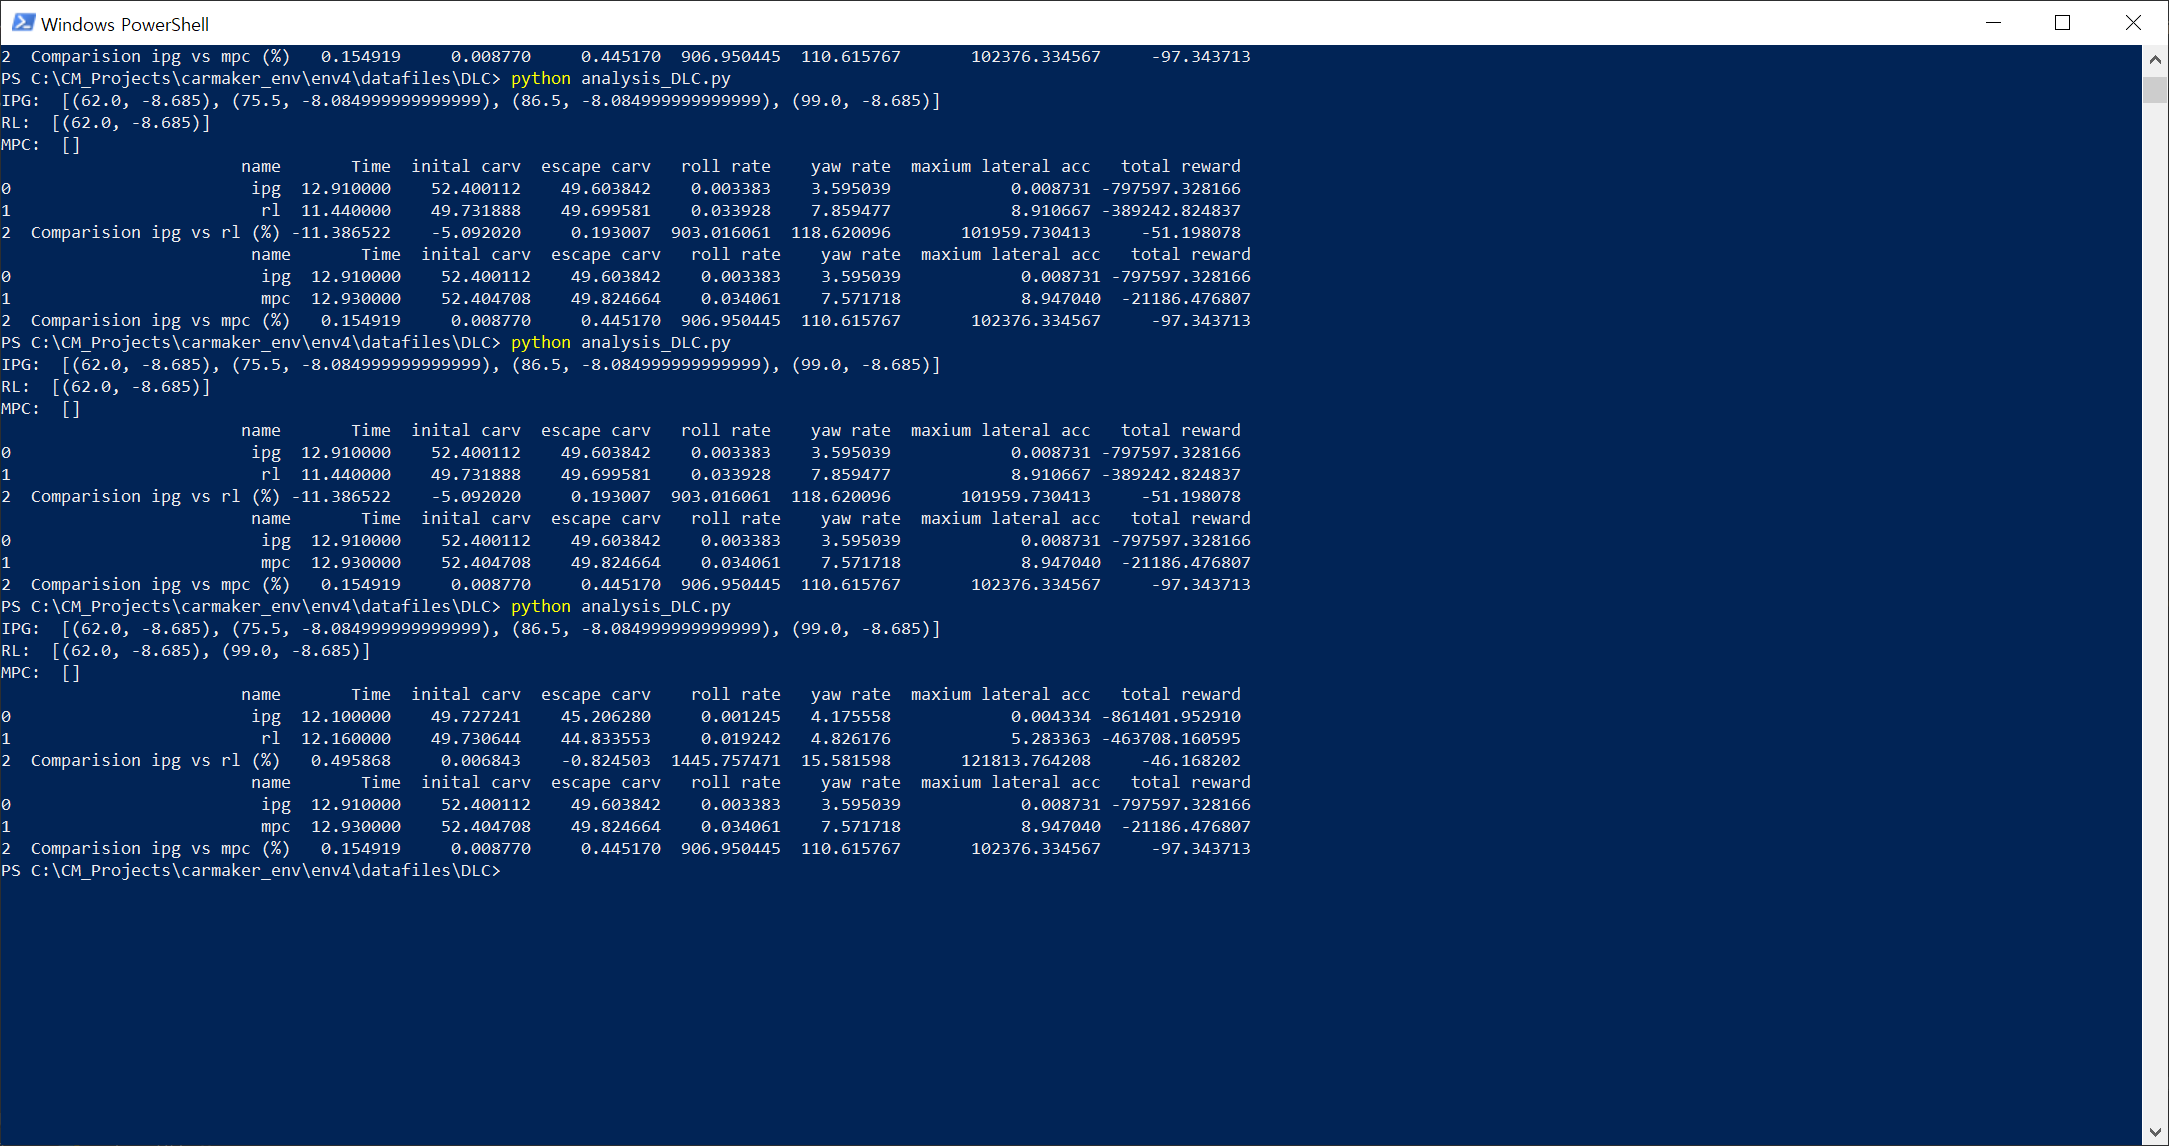 Windows PowerShell
2  Comparision ipg vs mpc (%)   0.154919     0.008770     0.445170  906.950445  110.615767       102376.334567     -97.343713
PS C:\CM_Projects\carmaker_env\env4\datafiles\DLC> python analysis_DLC.py
IPG:  [(62.0, -8.685), (75.5, -8.084999999999999), (86.5, -8.084999999999999), (99.0, -8.685)]
RL:  [(62.0, -8.685)]
MPC:  []
name       Time  inital carv  escape carv   roll rate    yaw rate  maxium lateral acc   total reward
0                        ipg  12.910000    52.400112    49.603842    0.003383    3.595039            0.008731 -797597.328166
1                         rl  11.440000    49.731888    49.699581    0.033928    7.859477            8.910667 -389242.824837
2  Comparision ipg vs rl (%) -11.386522    -5.092020     0.193007  903.016061  118.620096       101959.730413     -51.198078
name       Time  inital carv  escape carv   roll rate    yaw rate  maxium lateral acc   total reward
0                         ipg  12.910000    52.400112    49.603842    0.003383    3.595039            0.008731 -797597.328166
1                         mpc  12.930000    52.404708    49.824664    0.034061    7.571718            8.947040  -21186.476807
2  Comparision ipg vs mpc (%)   0.154919     0.008770     0.445170  906.950445  110.615767       102376.334567     -97.343713
PS C:\CM_Projects\carmaker_env\env4\datafiles\DLC> python analysis_DLC.py
IPG:  [(62.0, -8.685), (75.5, -8.084999999999999), (86.5, -8.084999999999999), (99.0, -8.685)]
RL:  [(62.0, -8.685)]
MPC:  []
name       Time  inital carv  escape carv   roll rate    yaw rate  maxium lateral acc   total reward
0                        ipg  12.910000    52.400112    49.603842    0.003383    3.595039            0.008731 -797597.328166
1                         rl  11.440000    49.731888    49.699581    0.033928    7.859477            8.910667 -389242.824837
2  Comparision ipg vs rl (%) -11.386522    -5.092020     0.193007  903.016061  118.620096       101959.730413     -51.198078
name       Time  inital carv  escape carv   roll rate    yaw rate  maxium lateral acc   total reward
0                         ipg  12.910000    52.400112    49.603842    0.003383    3.595039            0.008731 -797597.328166
1                         mpc  12.930000    52.404708    49.824664    0.034061    7.571718            8.947040  -21186.476807
2  Comparision ipg vs mpc (%)   0.154919     0.008770     0.445170  906.950445  110.615767       102376.334567     -97.343713
PS C:\CM_Projects\carmaker_env\env4\datafiles\DLC> python analysis_DLC.py
IPG:  [(62.0, -8.685), (75.5, -8.084999999999999), (86.5, -8.084999999999999), (99.0, -8.685)]
RL:  [(62.0, -8.685), (99.0, -8.685)]
MPC:  []
name       Time  inital carv  escape carv    roll rate   yaw rate  maxium lateral acc   total reward
0                        ipg  12.100000    49.727241    45.206280     0.001245   4.175558            0.004334 -861401.952910
1                         rl  12.160000    49.730644    44.833553     0.019242   4.826176            5.283363 -463708.160595
2  Comparision ipg vs rl (%)   0.495868     0.006843    -0.824503  1445.757471  15.581598       121813.764208     -46.168202
name       Time  inital carv  escape carv   roll rate    yaw rate  maxium lateral acc   total reward
0                         ipg  12.910000    52.400112    49.603842    0.003383    3.595039            0.008731 -797597.328166
1                         mpc  12.930000    52.404708    49.824664    0.034061    7.571718            8.947040  -21186.476807
2  Comparision ipg vs mpc (%)   0.154919     0.008770     0.445170  906.950445  110.615767       102376.334567     -97.343713
PS C:\CM_Projects\carmaker_env\env4\datafiles\DLC>